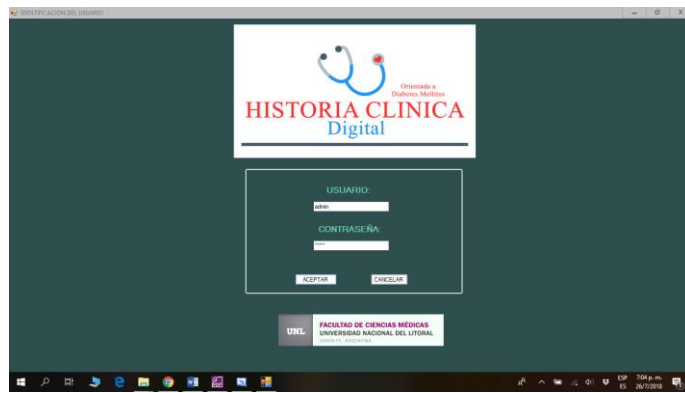 IDENTIFICACIÓN DEL USUARIO
Orientada a
Diabetes Mellitus
HISTORIA CLINICA
Digital
USUARIO:
admin
CONTRASEÑA:
*****
ACEPTAR
CANCELAR
UNL
FACULTAD DE CIENCIAS MÉDICAS
UNIVERSIDAD NACIONAL DEL LITORAL
SANTA FE, ARGENTINA
ESP
ES
7:04 p. m.
26/7/2018